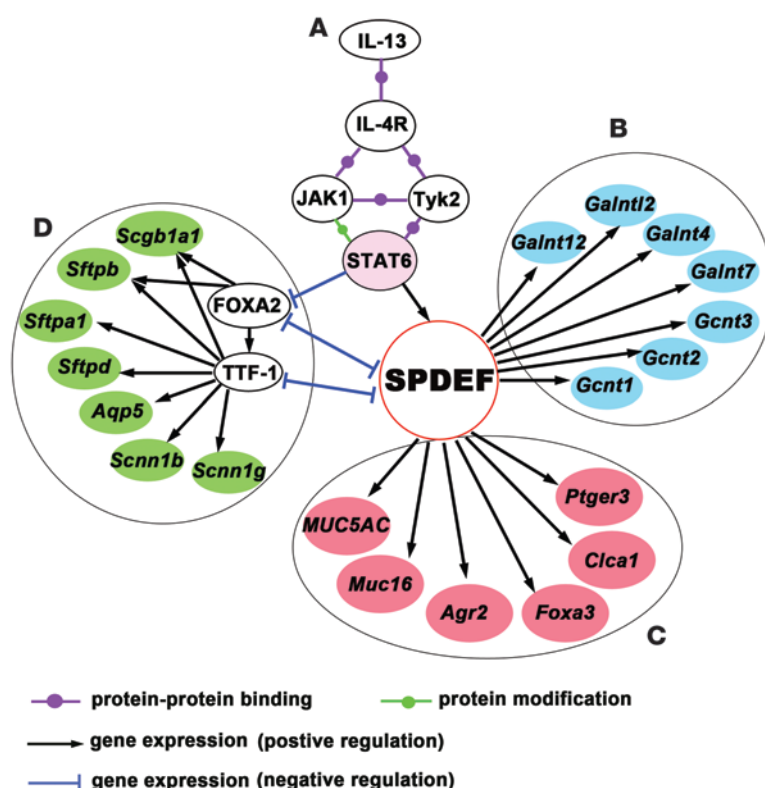 A
IL-13
IL-4R
B
JAK1
Tyk2
STAT6
Galnt12
Galntl2
Galnt4
Galnt7
Gcnt3
Gcnt2
Gcnt1
D
Scgb1a1
Sftpb
FOXA2
Sftpa1
TTF-1
Sftpd
Aqp5
Scnn1b
Scnn1g
SPDEF
MUC5AC
Muc16
Agr2
Foxa3
Clca1
Ptger3
C
protein-protein binding
protein modification
gene expression (postive regulation)
gene expression (negative regulation)